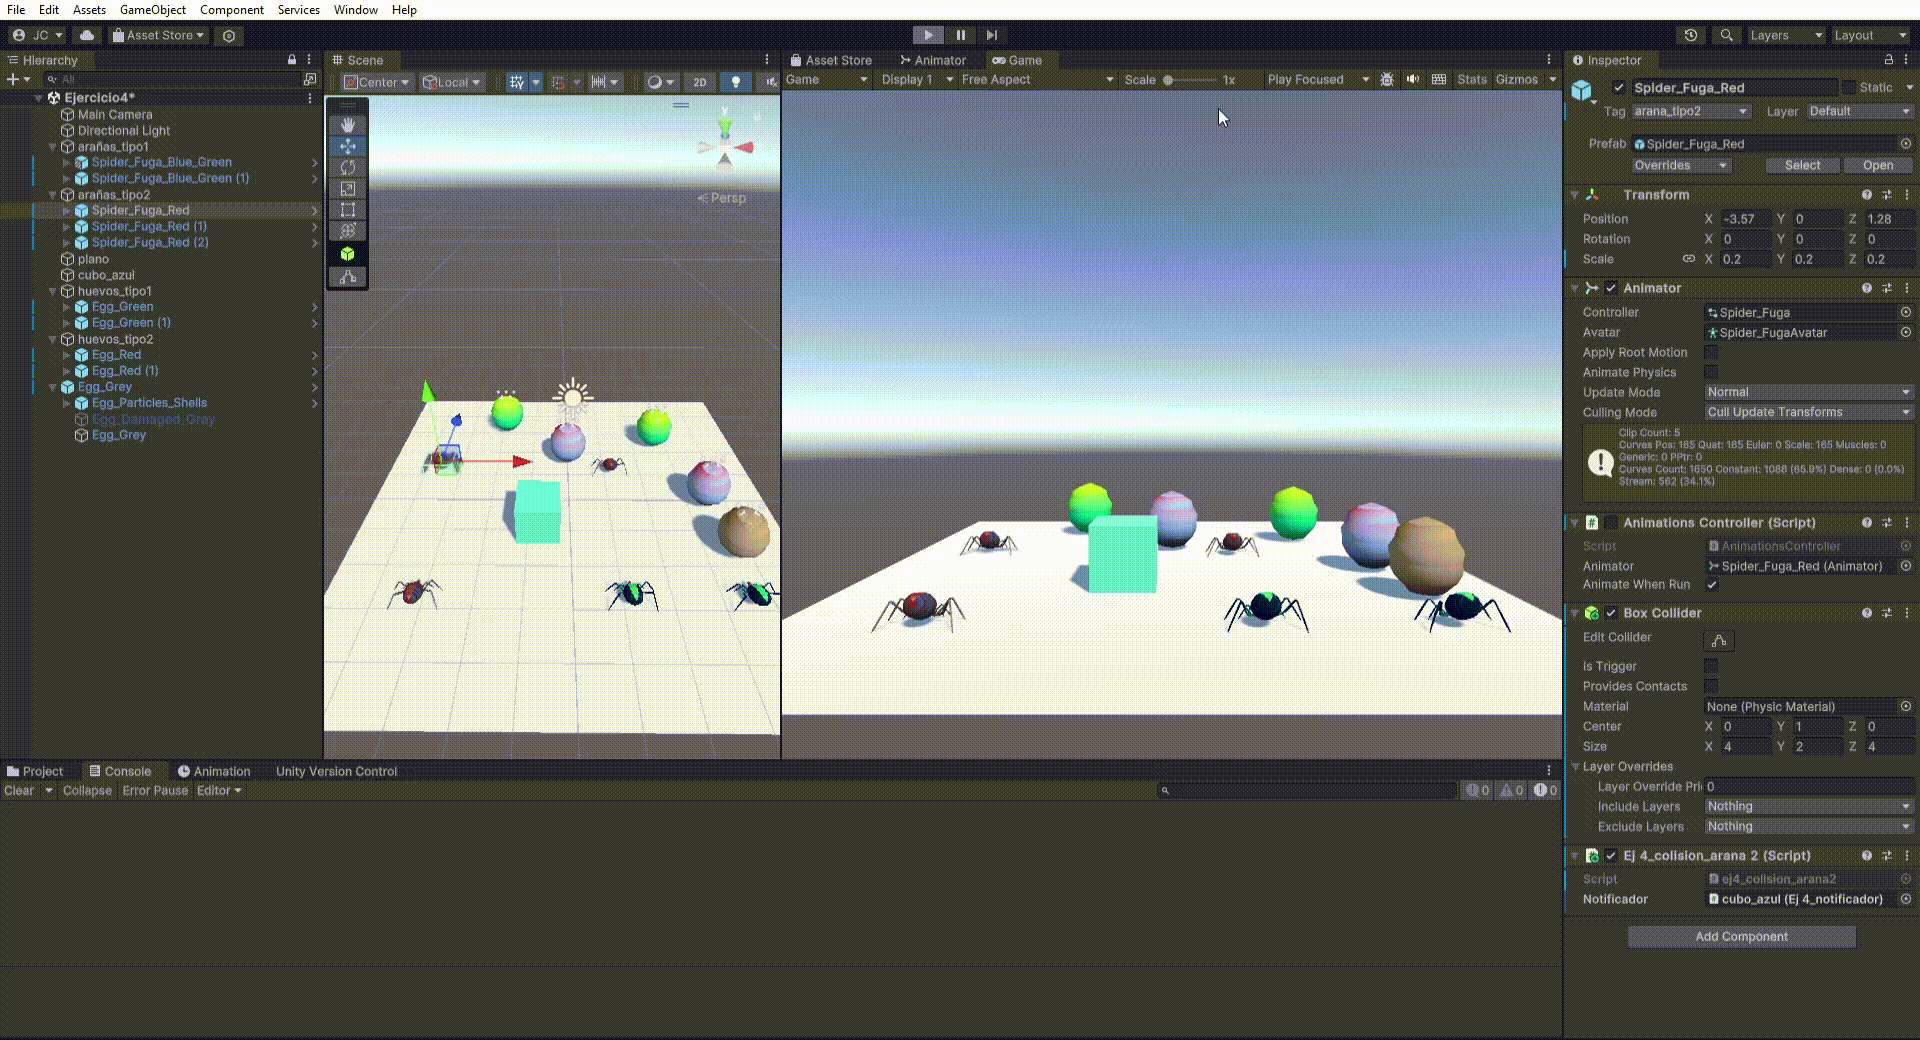 File Edit Assets GameObject Component Services Window Help
JC Asset Store Layers Layout
Hierarchy
All
Ejercicio4*
Main Camera
Directional Light
arañas_tipo1
Spider_Fuga_Blue_Green
Spider_Fuga_Blue_Green (1)
arañas_tipo2
Spider_Fuga_Red
Spider_Fuga_Red (1)
Spider_Fuga_Red (2)
plano
cubo_azul
huevos_tipo1
Egg_Green
Egg_Green (1)
huevos_tipo2
Egg_Red
Egg_Red (1)
Egg_Grey
Egg_Particles_Shells
Egg_Damaged_Grey
Egg_Grey
Scene
Center Local 2D
y
Persp
Asset Store Animator Game
Game Display 1 Free Aspect Scale 1x Play Focused Stats Gizmos
Inspector
Spider_Fuga_Red Static
Tag arana_tipo2 Layer Default
Prefab Spider_Fuga_Red
Overrides Select Open
Transform
Position X -3.57 Y 0 Z 1.28
Rotation X 0 Y 0 Z 0
Scale X 0.2 Y 0.2 Z 0.2
Animator
Controller Spider_Fuga
Avatar Spider_FugaAvatar
Apply Root Motion
Animate Physics
Update Mode Normal
Culling Mode Cull Update Transforms
Clip Count: 5
Curves Pos: 165 Quat: 165 Euler: 0 Scale: 165 Muscles: 0
Generic: 0 PPtr: 0
Curves Count: 1650 Constant: 1088 (65.9%) Dense: 0 (0.0%)
Stream: 562 (34.1%)
Animations Controller (Script)
Script AnimationsController
Animator Spider_Fuga_Red (Animator)
Animate When Run
Box Collider
Edit Collider
Is Trigger
Provides Contacts
Material None (Physic Material)
Center X 0 Y 1 Z 0
Size X 4 Y 2 Z 4
Layer Overrides
Layer Override Pri 0
Include Layers Nothing
Exclude Layers Nothing
Ej 4_colision_arana 2 (Script)
Script ej4_colision_arana2
Notificador cubo_azul (Ej 4_notificador)
Add Component
Project Console Animation Unity Version Control
Clear Collapse Error Pause Editor 0 0 0